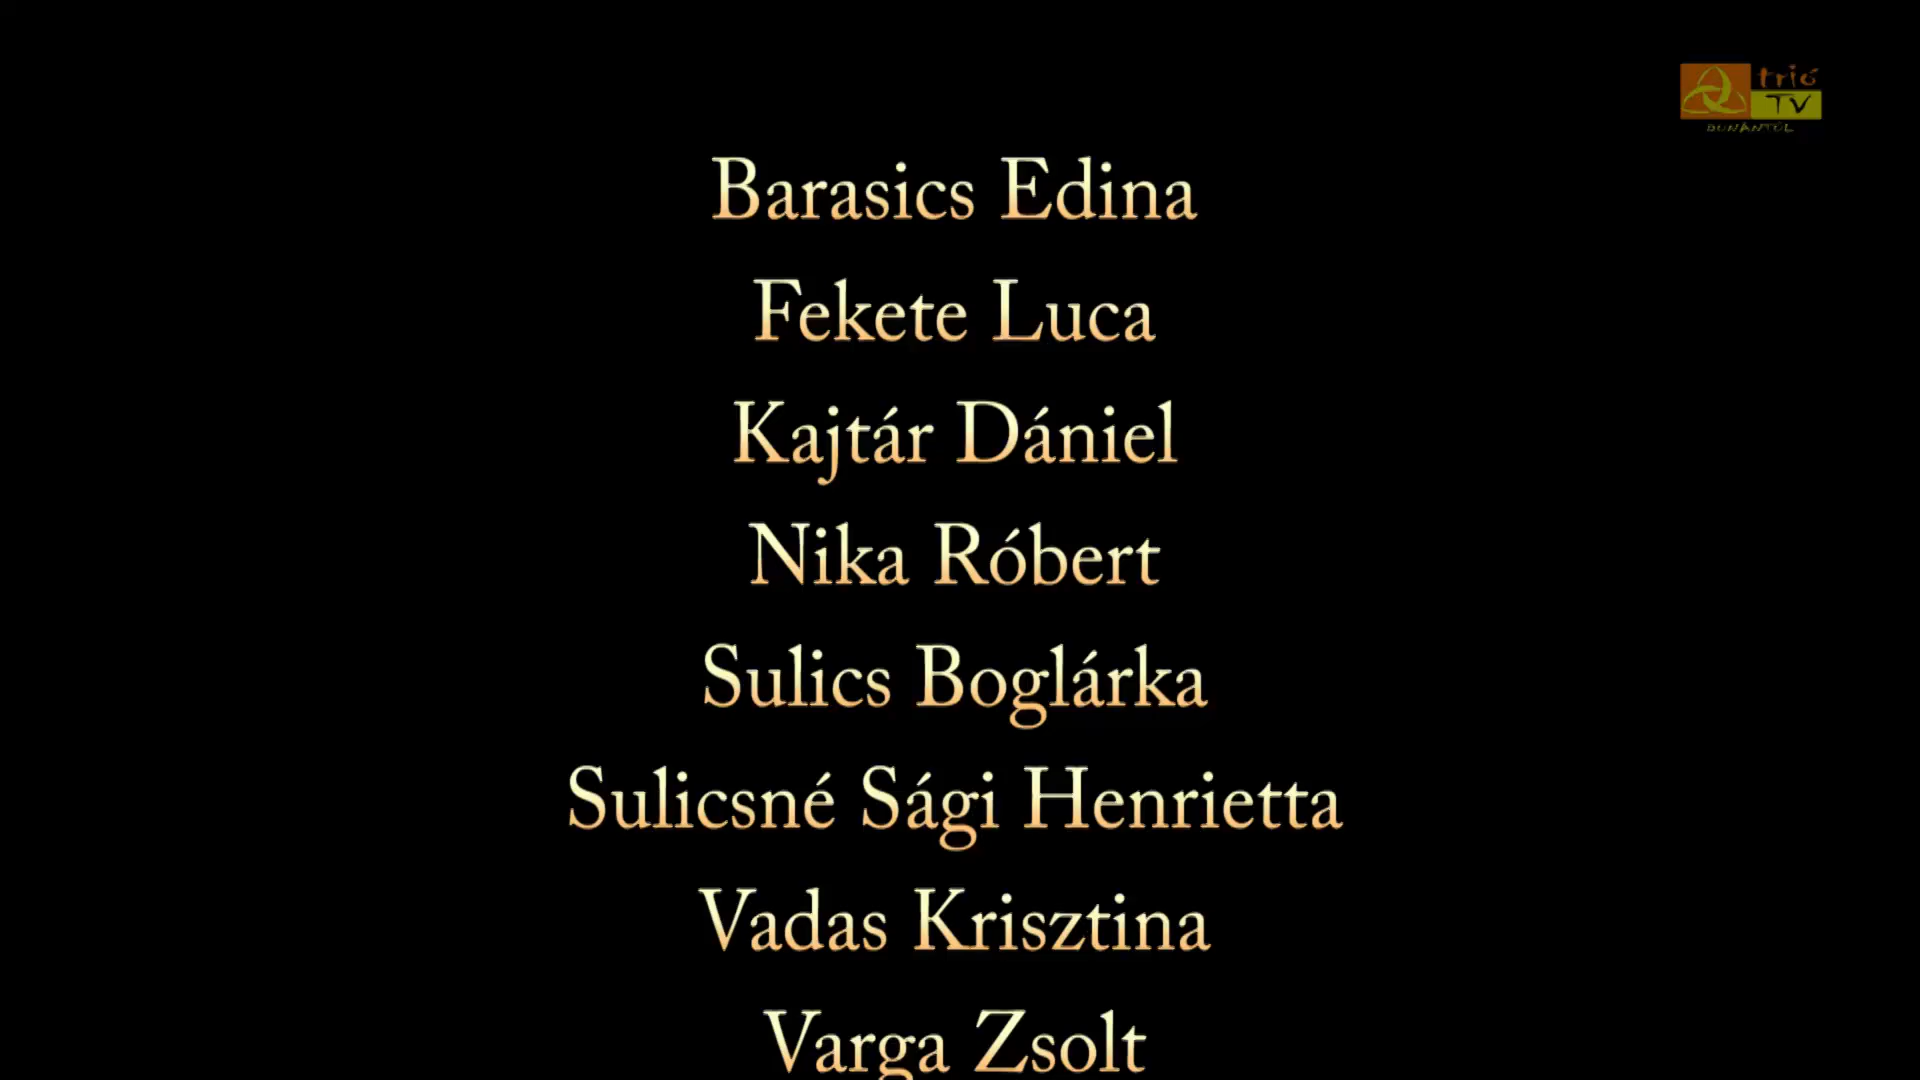 trió
TV
DUNÁNTÚL
Barasics Edina
Fekete Luca
Kajtár Dániel
Nika Róbert
Sulics Boglárka
Sulicsné Sági Henrietta
Vadas Krisztina
Varga Zsolt